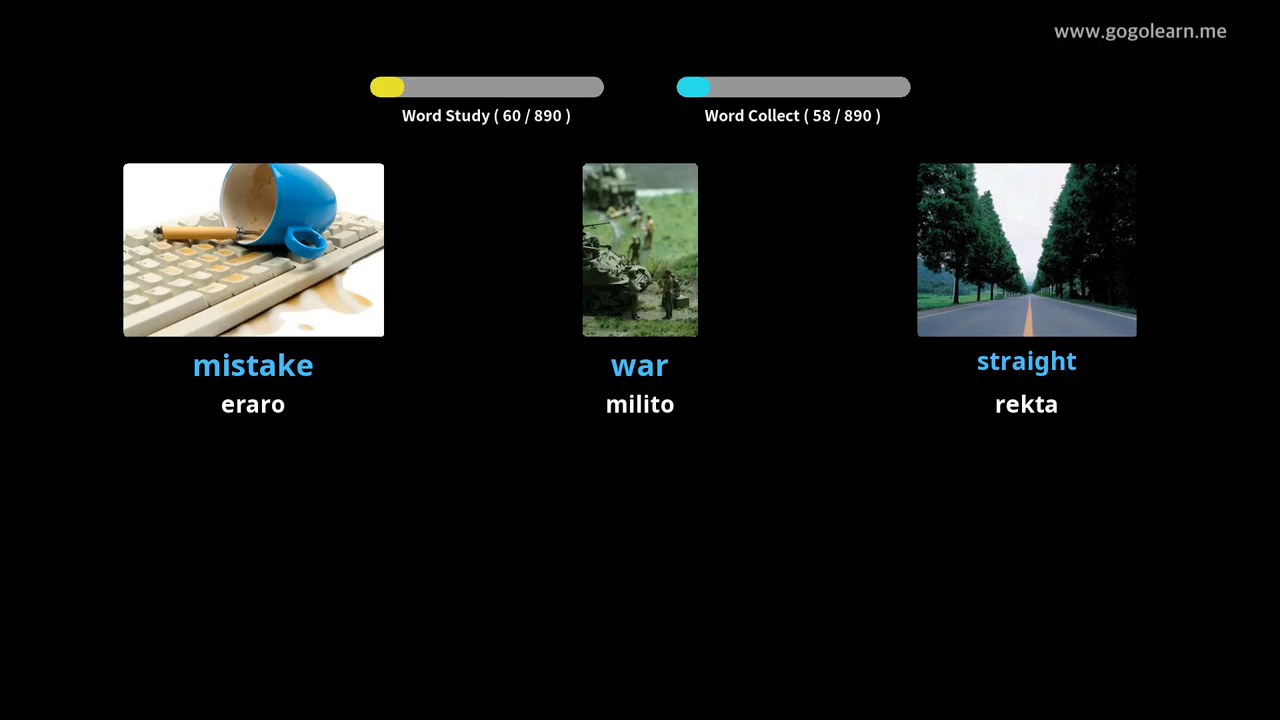 www.gogolearn.me
Word Study ( 60 / 890 )
Word Collect ( 58 / 890 )
mistake
eraro
war
milito
straight
rekta